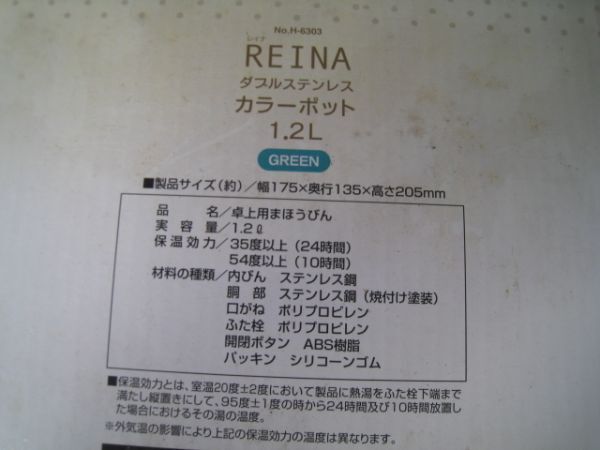 No.H-6303
レイナ
REINA
ダブルステンレス
カラーポット
1.2L
GREEN
■製品サイズ(約)/幅175×奥行135×高さ205mm
品 名/卓上用まほうびん
実 容 量/1.2ℓ
保 温 効 力/35度以上(24時間)
54度以上(10時間)
材料の種類/内びん ステンレス鋼
胴 部 ステンレス鋼(焼付け塗装)
口がね ポリプロピレン
ふた栓 ポリプロピレン
開閉ボタン ABS樹脂
パッキン シリコーンゴム
■保温効力とは、室温20度±2度において製品に熱湯をふた栓下端まで
満たし縦置きにして、95度±1度の時から24時間及び10時間放置し
た場合におけるその湯の温度。
※外気温の影響により上記の保温効力の温度は異なります。